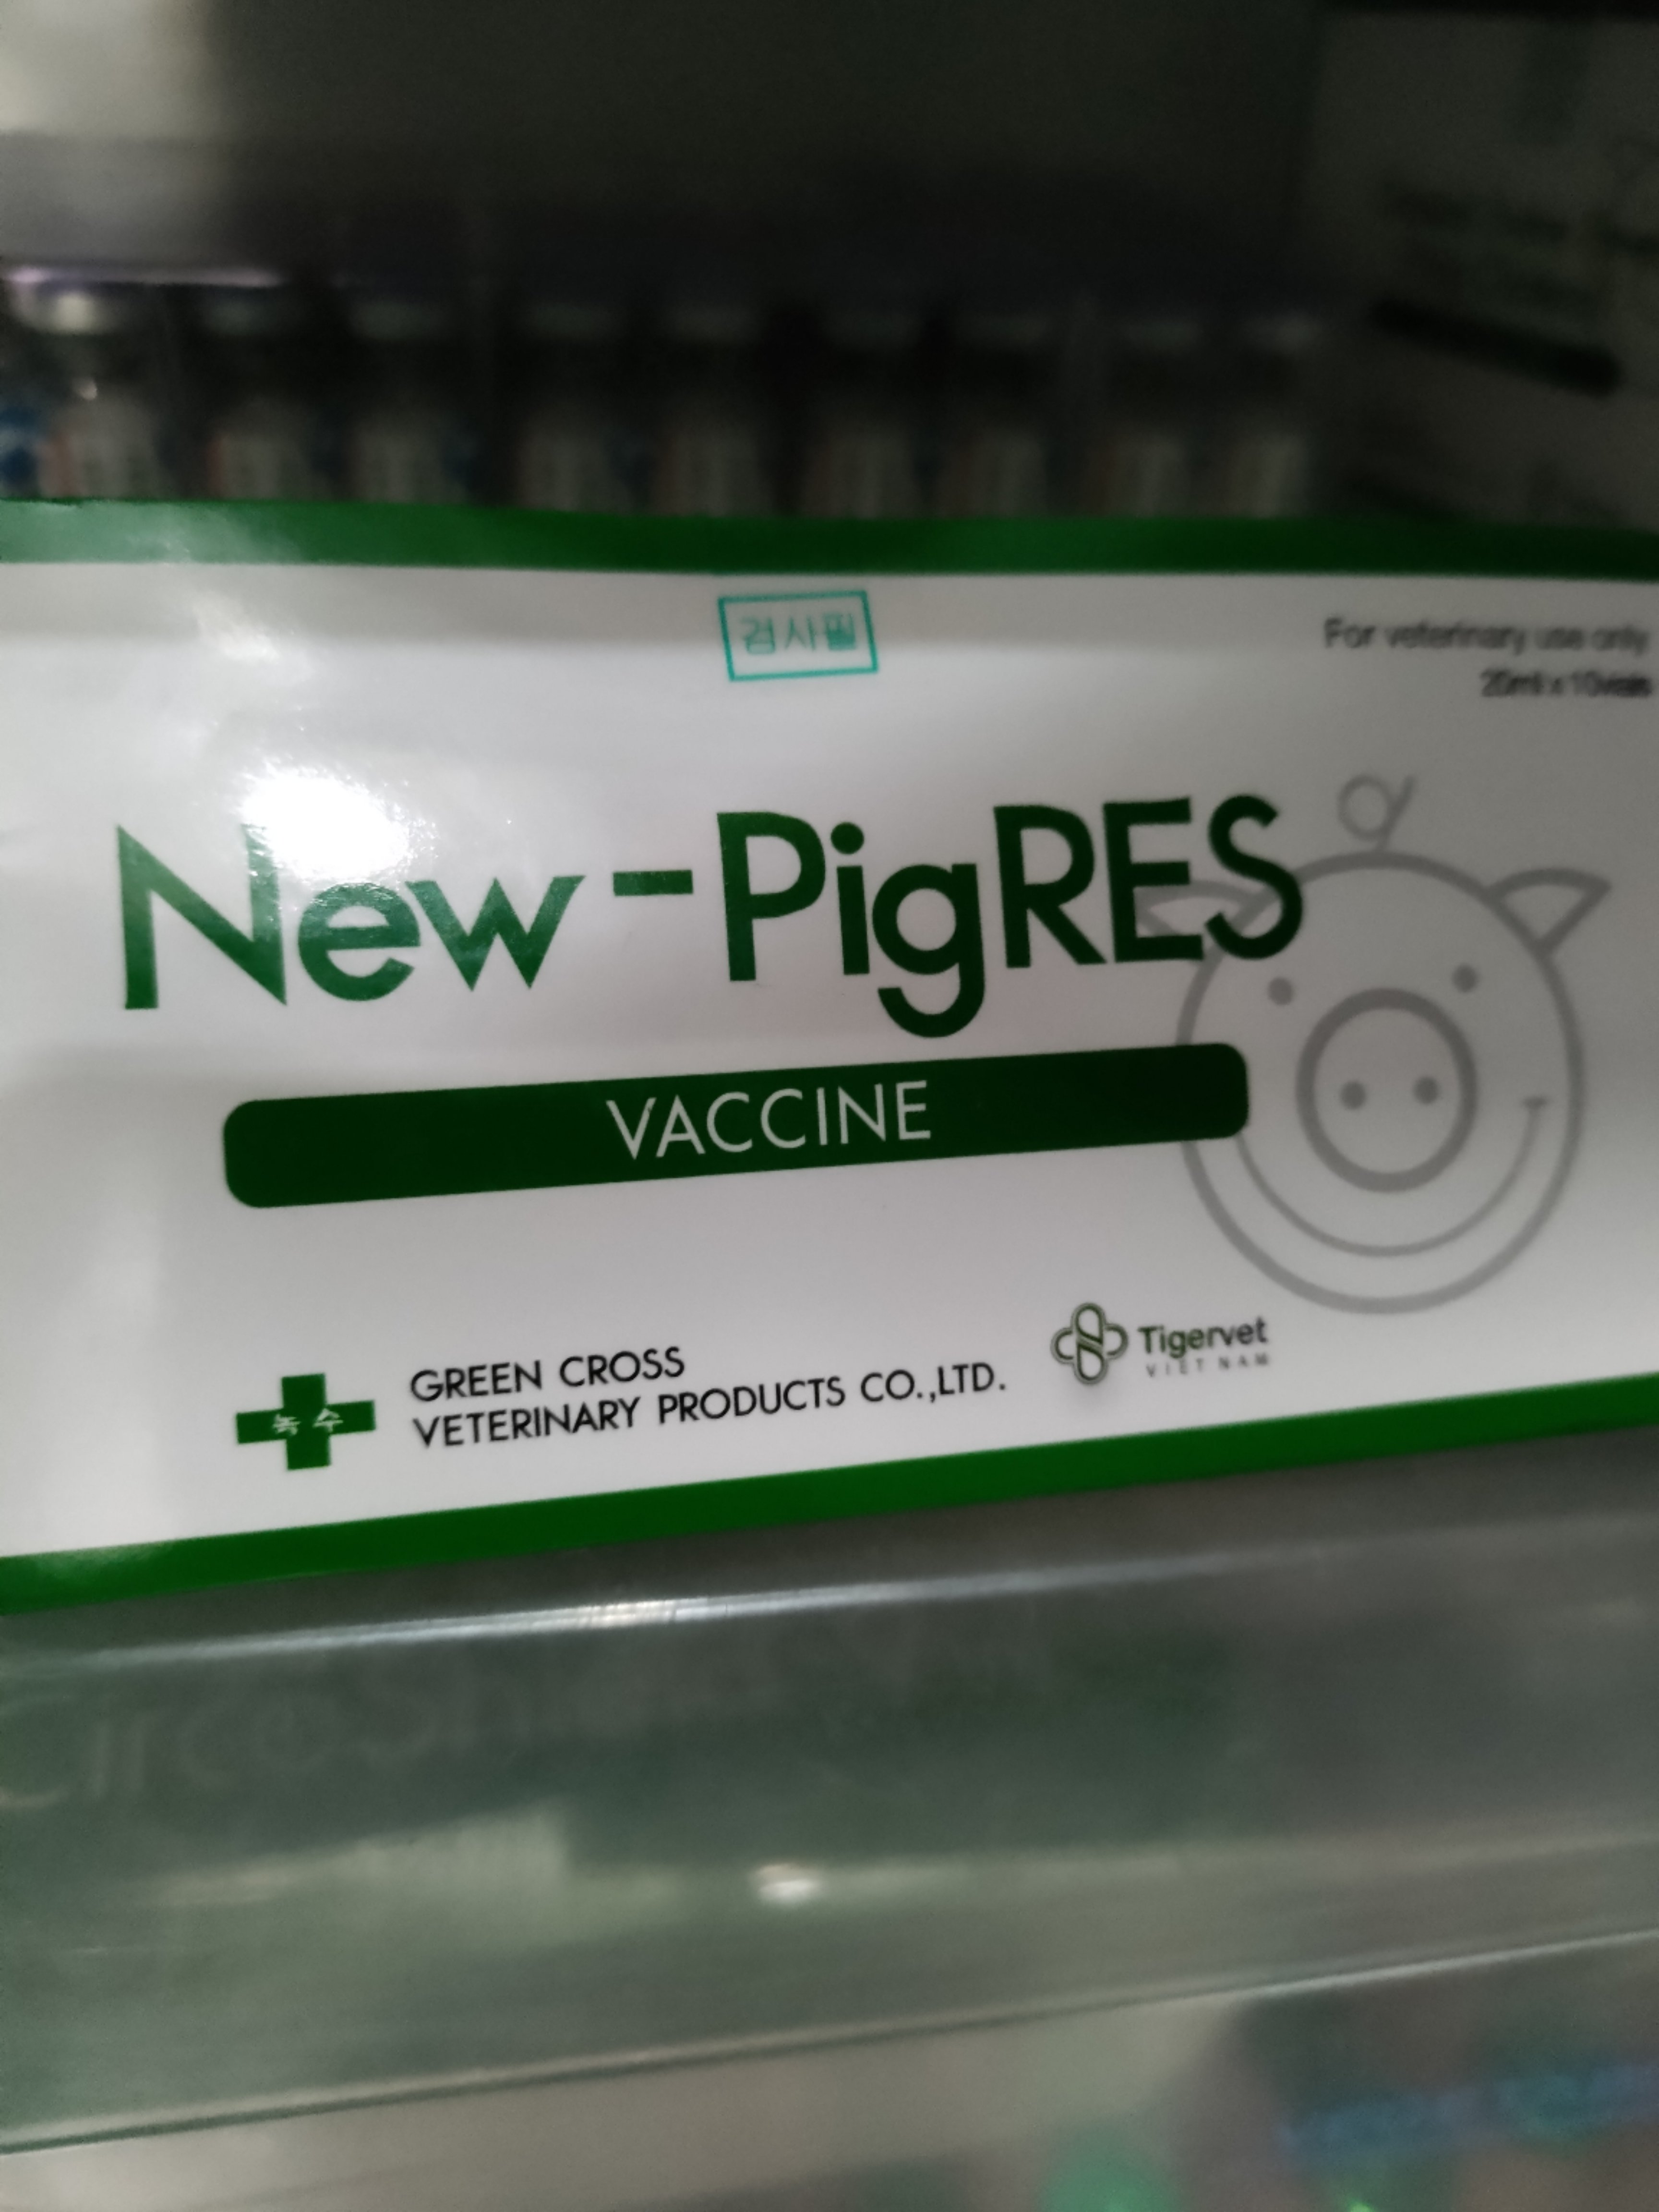 검사필
For veterinary use only
20ml x 10vials
New-PigRES
VACCINE
녹수
GREEN CROSS
VETERINARY PRODUCTS CO.,LTD.
Tigervet
VIET NAM